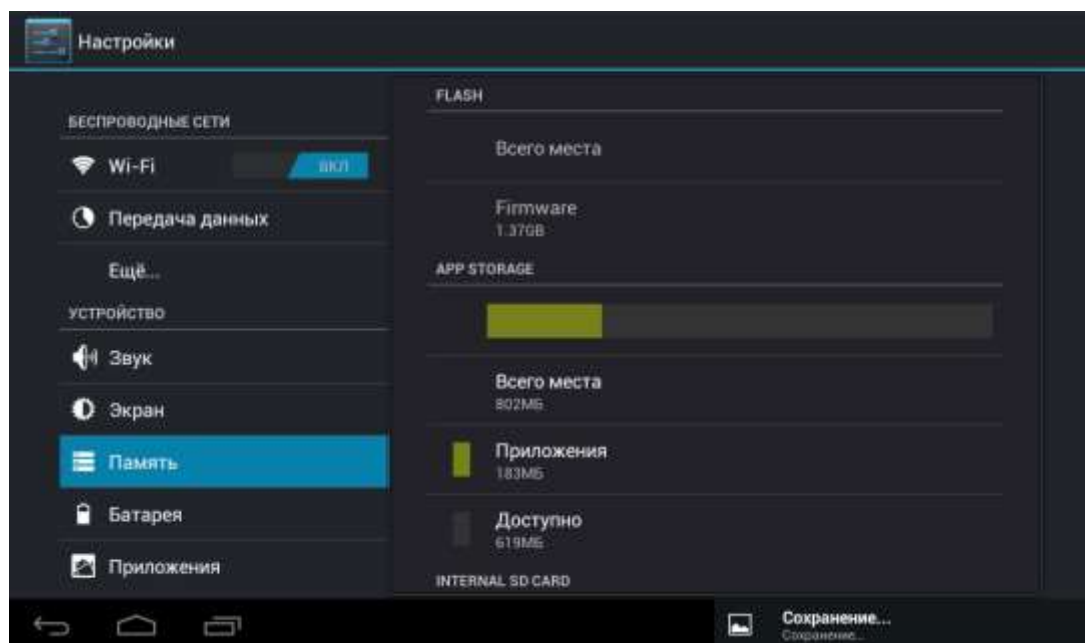 Настройки
БЕСПРОВОДНЫЕ СЕТИ
Wi-Fi
ВКЛ
Передача данных
Ещё...
УСТРОЙСТВО
Звук
Экран
Память
Батарея
Приложения
FLASH
Всего места
Firmware
1.37GB
APP STORAGE
Всего места
802МБ
Приложения
183МБ
Доступно
619МБ
INTERNAL SD CARD
Сохранение...
Сохранение...